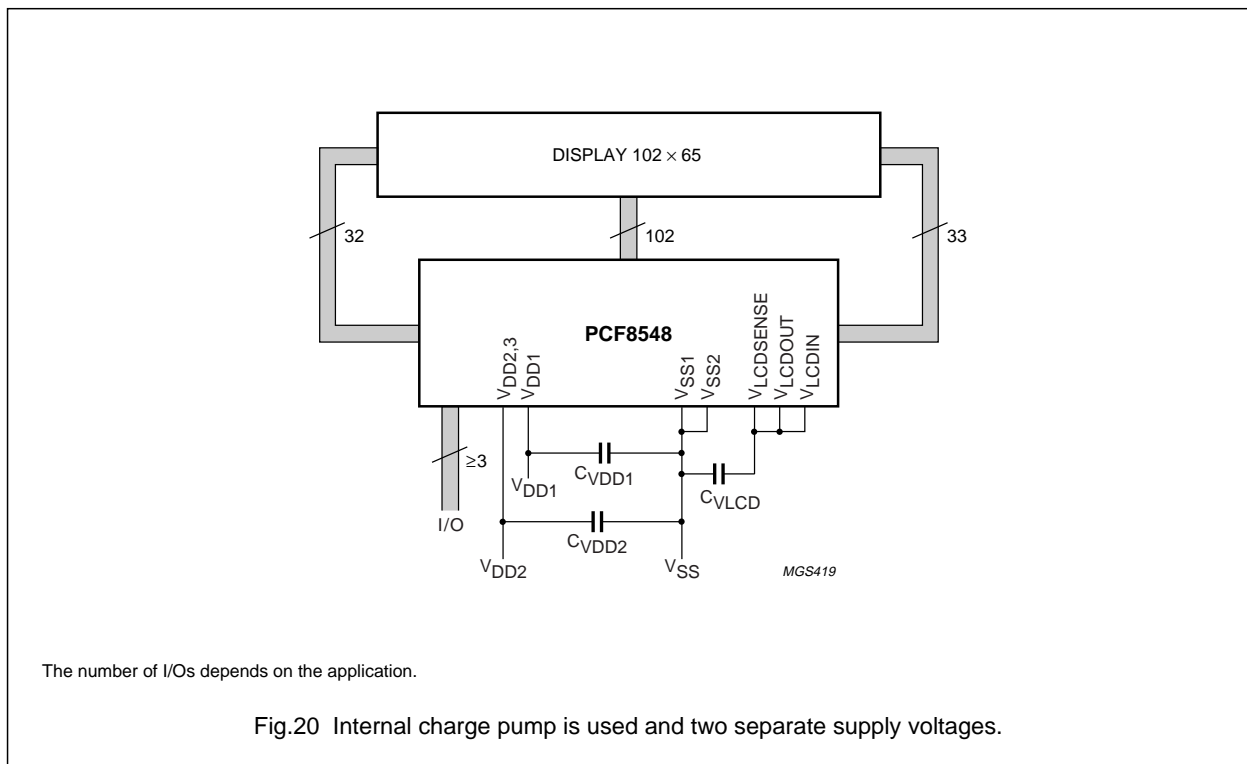 DISPLAY 102 × 65
32
102
33
PCF8548
VDD2,3
VDD1
VSS1
VSS2
VLCDSENSE
VLCDOUT
VLCDIN
≥3
I/O
VDD1
CVDD1
CVLCD
VDD2
CVDD2
VSS
MGS419
The number of I/Os depends on the application.
Fig.20 Internal charge pump is used and two separate supply voltages.